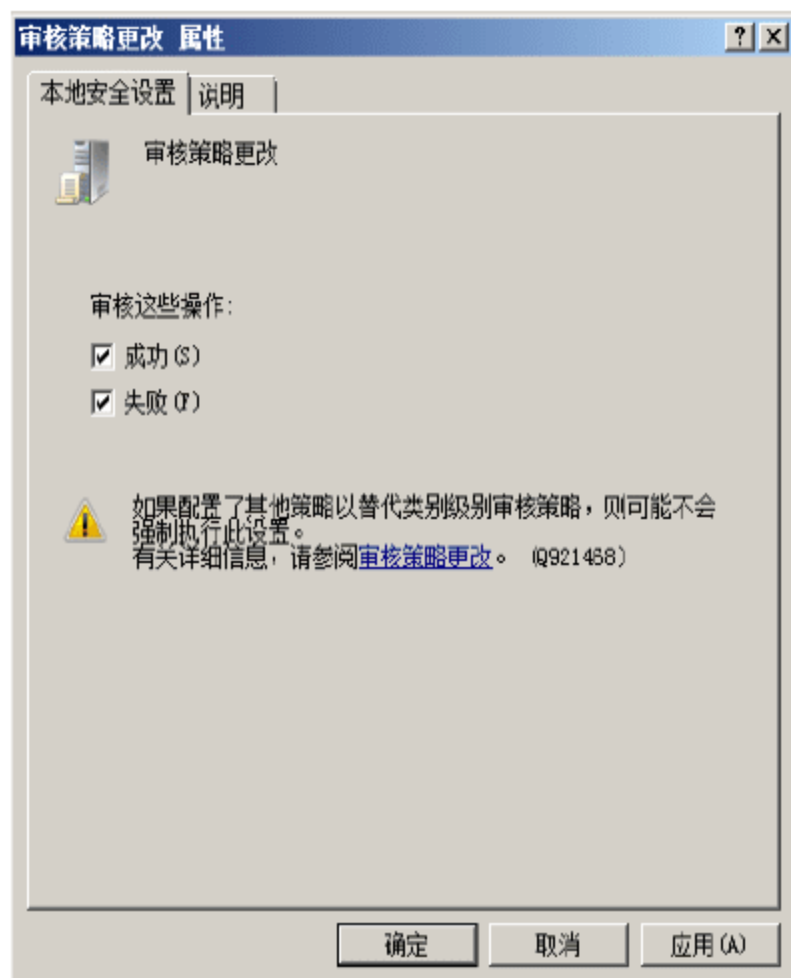 审核策略更改 属性
本地安全设置
说明
审核策略更改
审核这些操作:
成功(S)
失败(F)
如果配置了其他策略以替代类别级别审核策略，则可能不会
强制执行此设置。
有关详细信息，请参阅审核策略更改。 (Q921468)
确定
取消
应用(A)